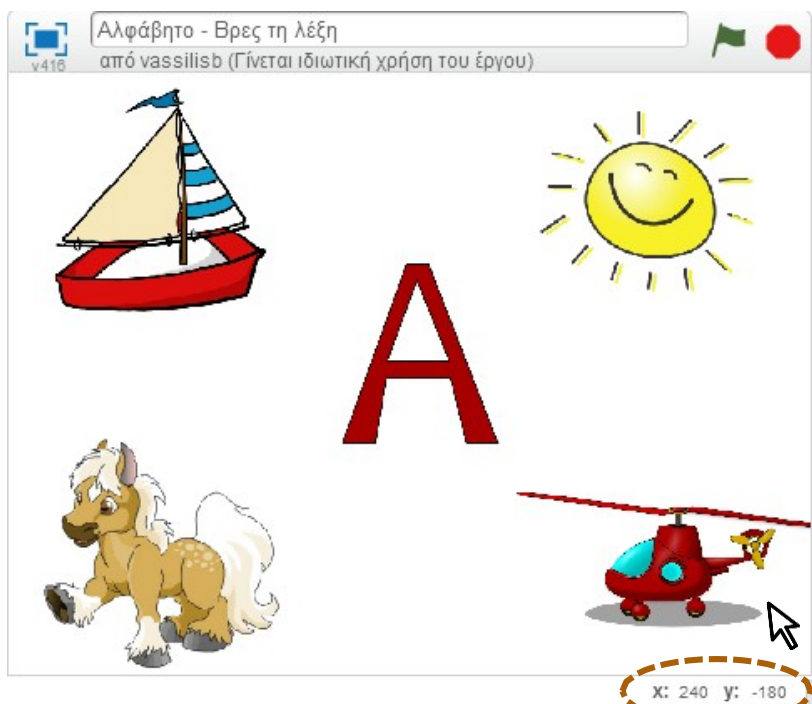 Αλφάβητο - Βρες τη λέξη
v416
από vassilisb (Γίνεται ιδιωτική χρήση του έργου)
A
x: 240 y: -180